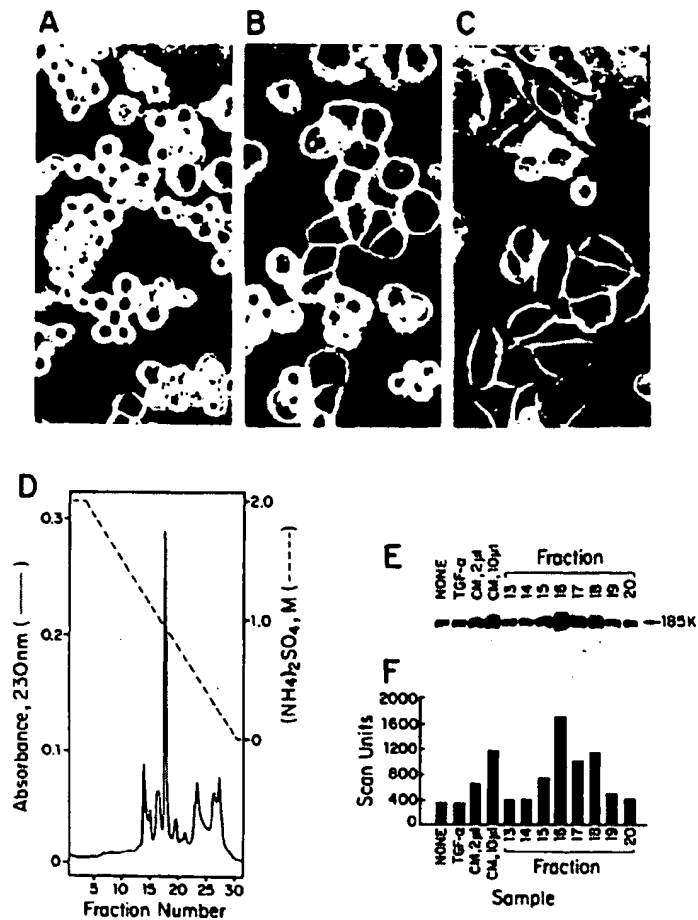 A
B
C
D
Absorbance, 230nm ( —— )
0.3
0.2
0.1
0
2.0
1.0
0
(NH4)2SO4, M ( ---- )
5 10 15 20 25 30
Fraction Number
E
Fraction
NONE TGF-α CM, 2μl CM, 10μl 13 14 15 16 17 18 19 20
←185K
F
Scan Units
2000
1600
1200
800
400
NONE TGF-α CM, 2μl CM, 10μl 13 14 15 16 17 18 19 20
Fraction
Sample